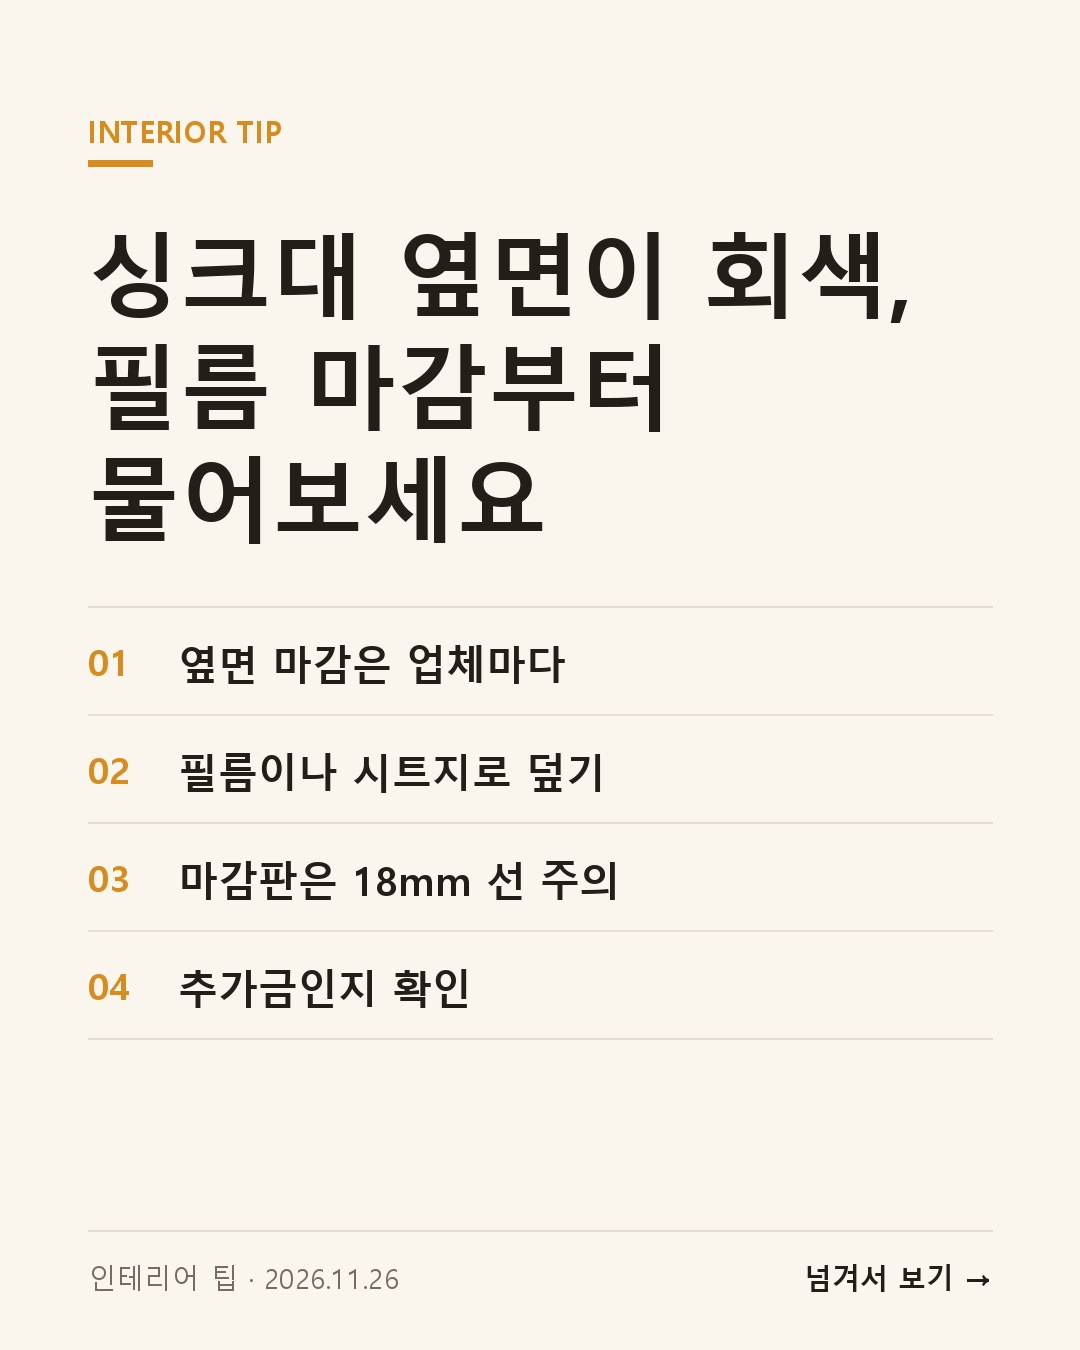 INTERIOR TIP
싱크대 옆면이 회색,
필름 마감부터
물어보세요
01 옆면 마감은 업체마다
02 필름이나 시트지로 덮기
03 마감판은 18mm 선 주의
04 추가금인지 확인
인테리어 팁 · 2026.11.26
넘겨서 보기 →